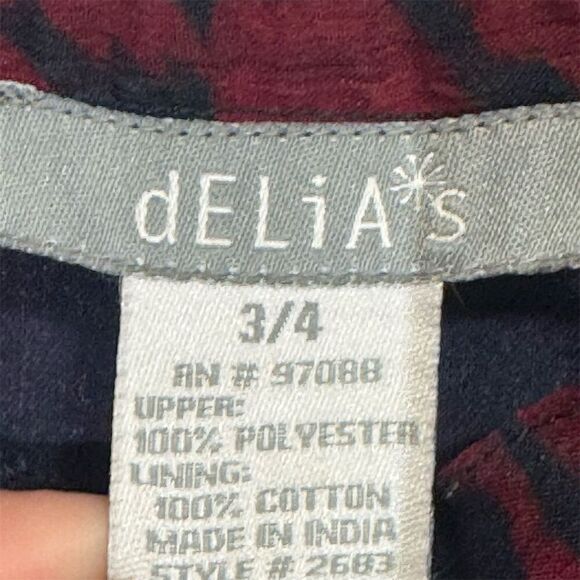 dELiA*s
3/4
RN # 97088
UPPER:
100% POLYESTER
LINING:
100% COTTON
MADE IN INDIA
STYLE # 2683